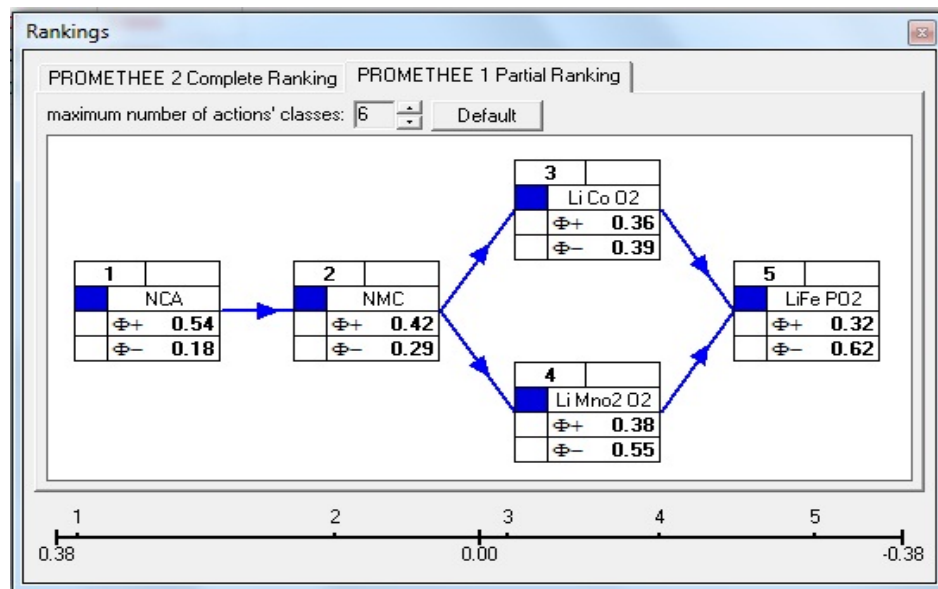 Rankings
PROMETHEE 2 Complete Ranking
PROMETHEE 1 Partial Ranking
maximum number of actions' classes: 6 Default
1
NCA
Φ+ 0.54
Φ− 0.18
2
NMC
Φ+ 0.42
Φ− 0.29
3
Li Co O2
Φ+ 0.36
Φ− 0.39
4
Li Mno2 O2
Φ+ 0.38
Φ− 0.55
5
LiFe PO2
Φ+ 0.32
Φ− 0.62
1 2 3 4 5
0.38 0.00 -0.38